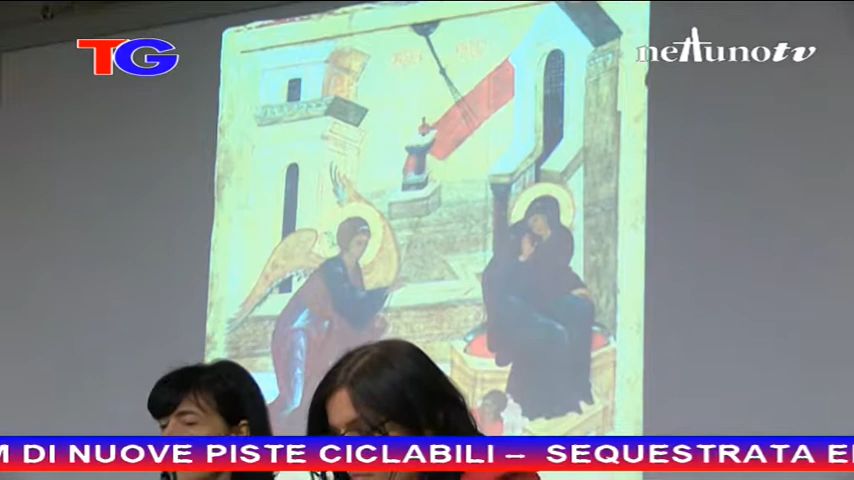 TG
nettunotv
DI NUOVE PISTE CICLABILI – SEQUESTRATA